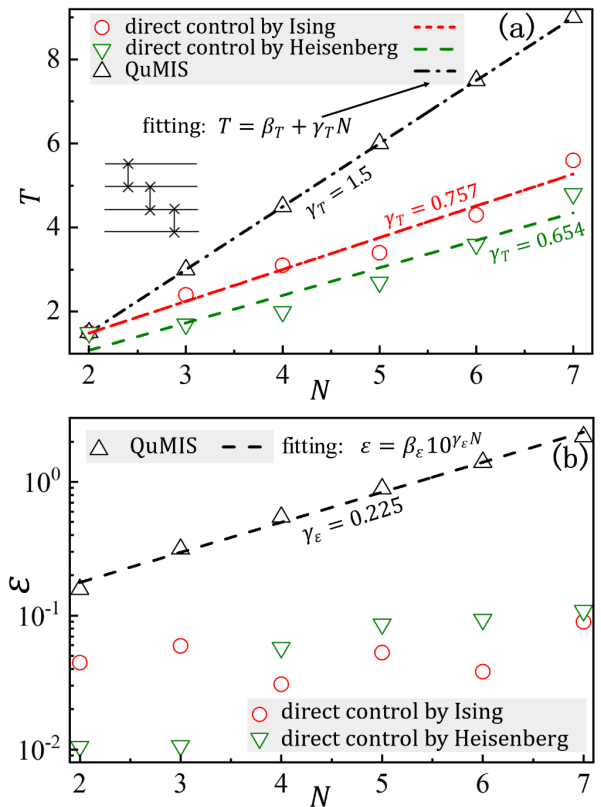 (a)
direct control by Ising
direct control by Heisenberg
QuMIS
fitting: T = β_T + γ_T N
γ_T = 1.5
γ_T = 0.757
γ_T = 0.654
T
8
6
4
2
2 3 4 5 6 7
N
(b)
QuMIS fitting: ε = β_ε 10^{γ_ε N}
γ_ε = 0.225
ε
10^0
10^{-1}
10^{-2}
direct control by Ising
direct control by Heisenberg
2 3 4 5 6 7
N